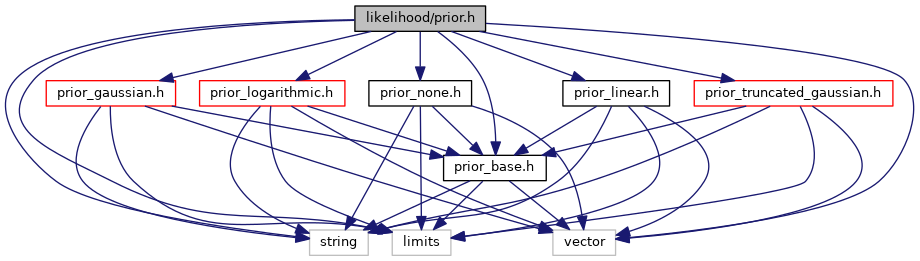 likelihood/prior.h
prior_gaussian.h
prior_logarithmic.h
prior_none.h
prior_linear.h
prior_truncated_gaussian.h
prior_base.h
string
limits
vector